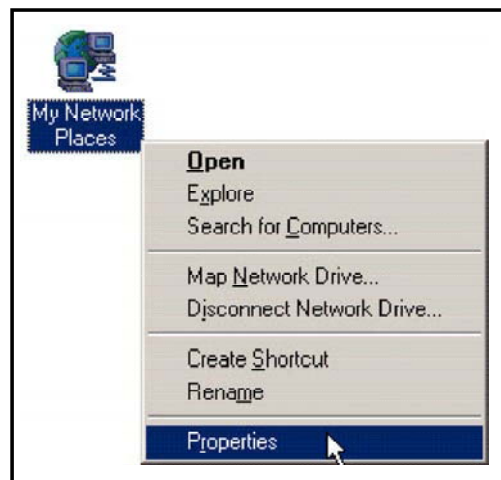 My Network
Places
Open
Explore
Search for Computers...
Map Network Drive...
Disconnect Network Drive...
Create Shortcut
Rename
Properties